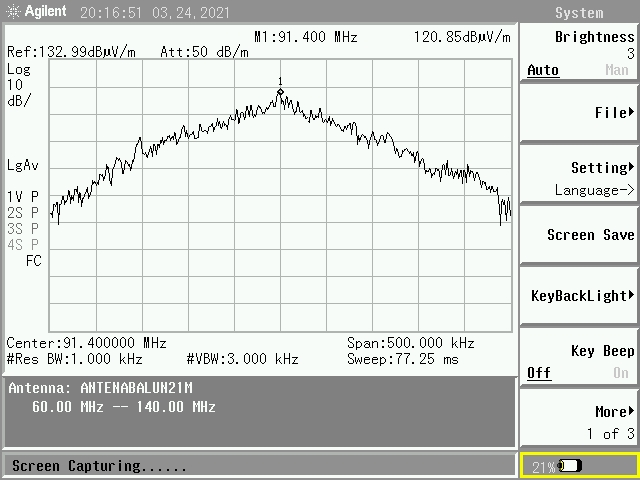 Agilent 20:16:51 03,24,2021 System
M1:91.400 MHz 120.85dBµV/m
Ref:132.99dBµV/m Att:50 dB/m
Log
10
dB/
1
LgAv
1V P
2S P
3S P
4S P
FC
Center:91.400000 MHz Span:500.000 kHz
#Res BW:1.000 kHz #VBW:3.000 kHz Sweep:77.25 ms
Antenna: ANTENABALUN21M
60.00 MHz -- 140.00 MHz
Screen Capturing......
Brightness
3
Auto Man
File
Setting
Language->
Screen Save
KeyBackLight
Key Beep
Off On
More
1 of 3
21%